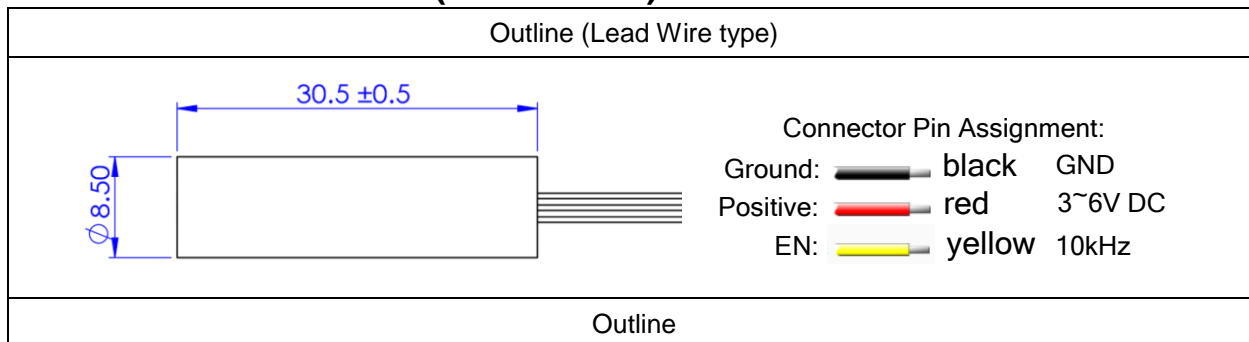 Outline (Lead Wire type)
30.5 ±0.5
Ø8.50
Connector Pin Assignment:
Ground: black GND
Positive: red 3~6V DC
EN: yellow 10kHz
Outline